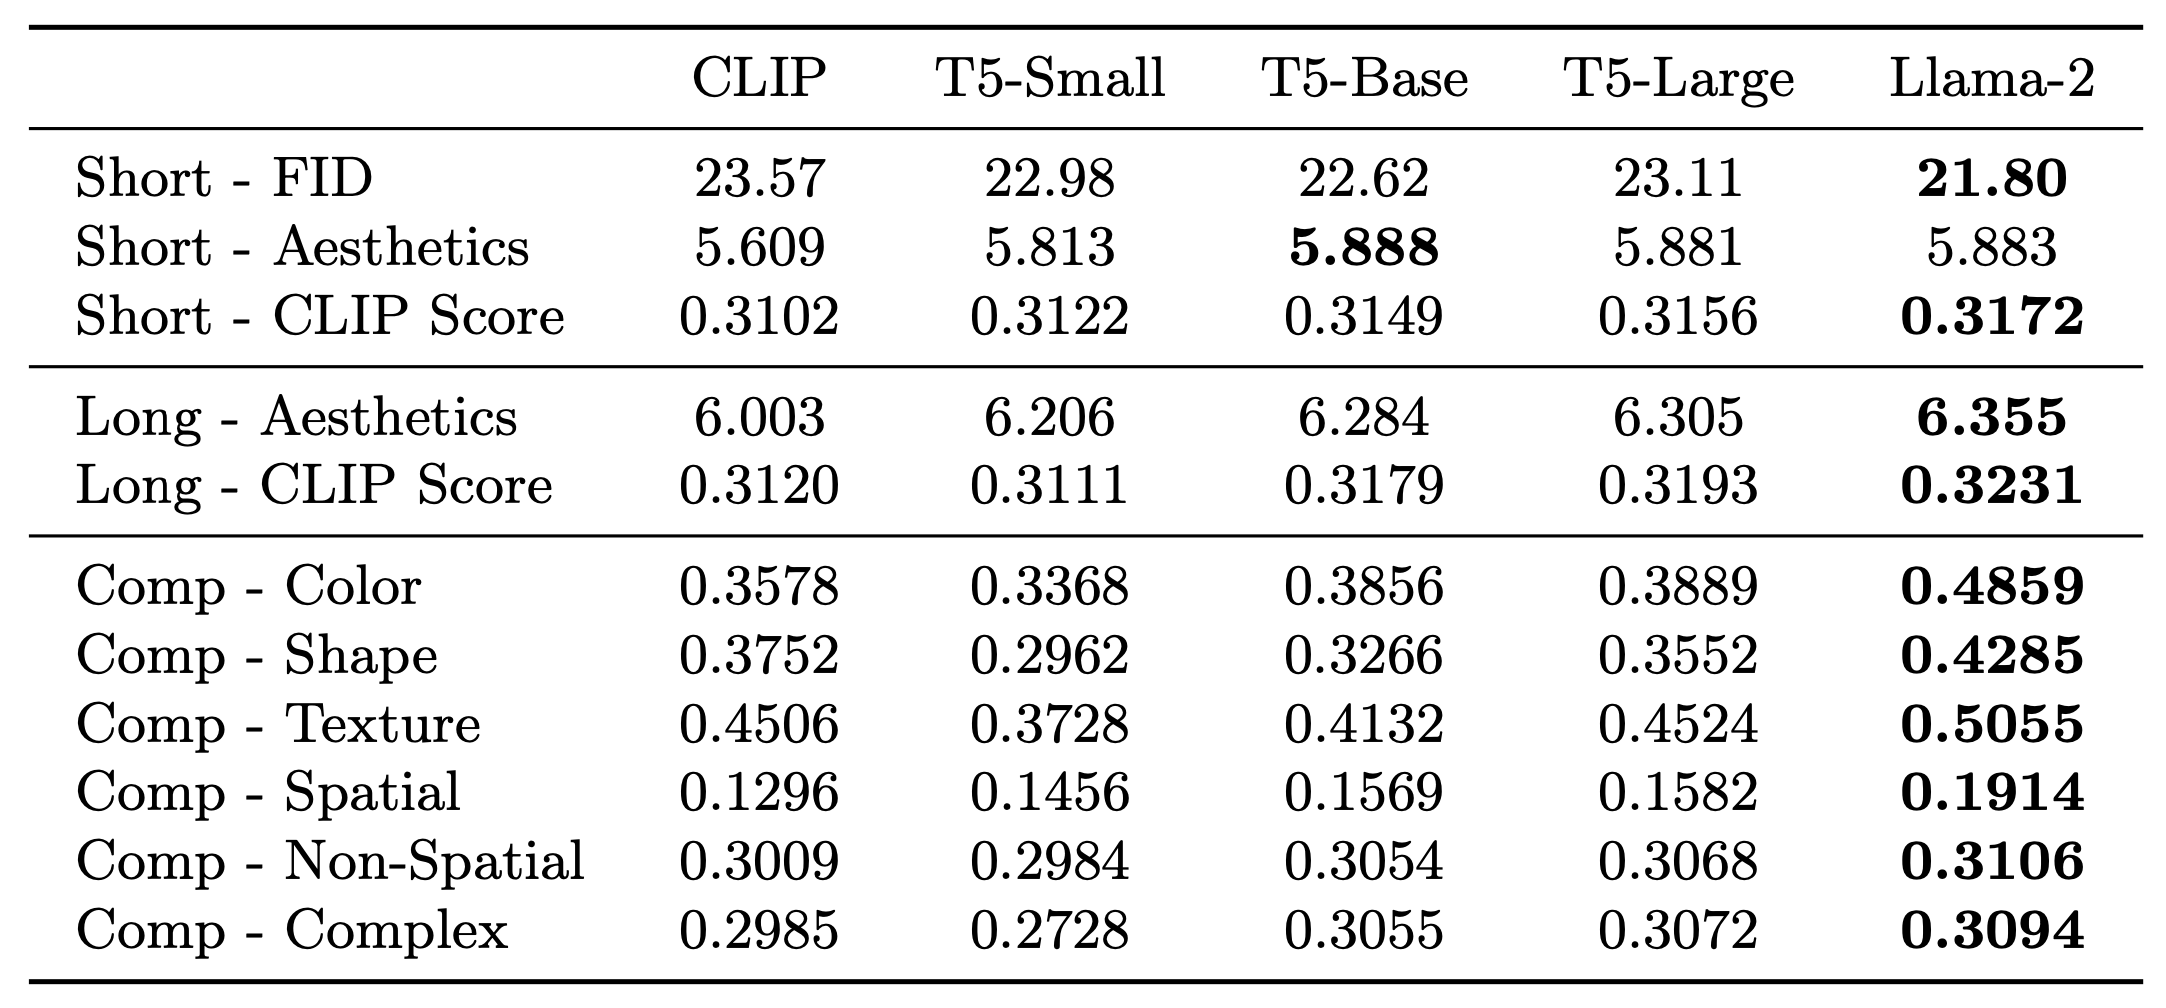 CLIP T5-Small T5-Base T5-Large Llama-2
Short - FID 23.57 22.98 22.62 23.11 21.80
Short - Aesthetics 5.609 5.813 5.888 5.881 5.883
Short - CLIP Score 0.3102 0.3122 0.3149 0.3156 0.3172
Long - Aesthetics 6.003 6.206 6.284 6.305 6.355
Long - CLIP Score 0.3120 0.3111 0.3179 0.3193 0.3231
Comp - Color 0.3578 0.3368 0.3856 0.3889 0.4859
Comp - Shape 0.3752 0.2962 0.3266 0.3552 0.4285
Comp - Texture 0.4506 0.3728 0.4132 0.4524 0.5055
Comp - Spatial 0.1296 0.1456 0.1569 0.1582 0.1914
Comp - Non-Spatial 0.3009 0.2984 0.3054 0.3068 0.3106
Comp - Complex 0.2985 0.2728 0.3055 0.3072 0.3094